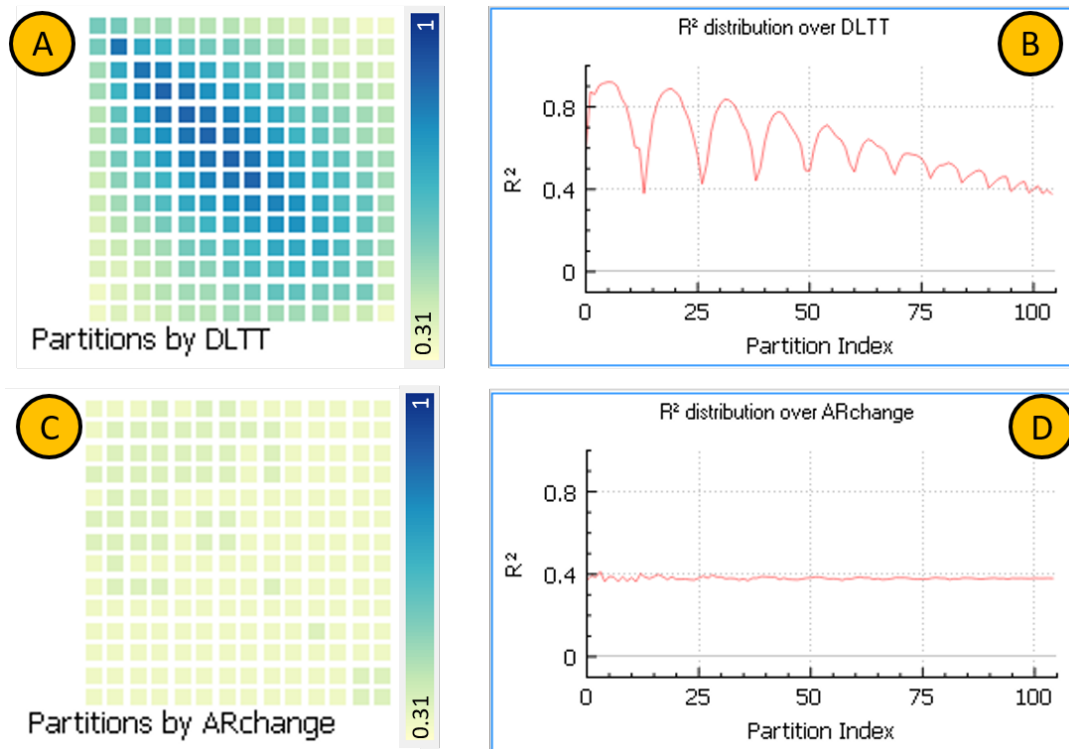 A
1
0.31
Partitions by DLTT
R² distribution over DLTT
B
0.8
0.4
0
R²
0 25 50 75 100
Partition Index
C
1
0.31
Partitions by ARchange
R² distribution over ARchange
D
0.8
0.4
0
R²
0 25 50 75 100
Partition Index